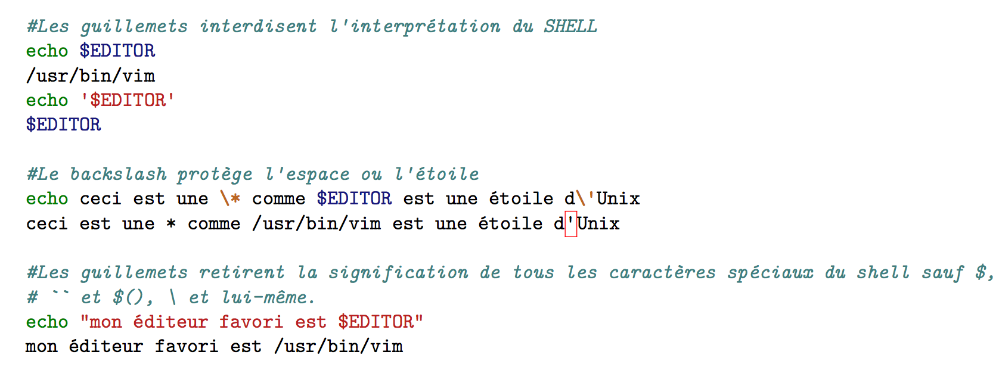 #Les guillemets interdisent l'interprétation du SHELL
echo $EDITOR
/usr/bin/vim
echo '$EDITOR'
$EDITOR
#Le backslash protège l'espace ou l'étoile
echo ceci est une \* comme $EDITOR est une étoile d\'Unix
ceci est une * comme /usr/bin/vim est une étoile d'Unix
#Les guillemets retirent la signification de tous les caractères spéciaux du shell sauf $,
# `` et $(), \ et lui-même.
echo "mon éditeur favori est $EDITOR"
mon éditeur favori est /usr/bin/vim